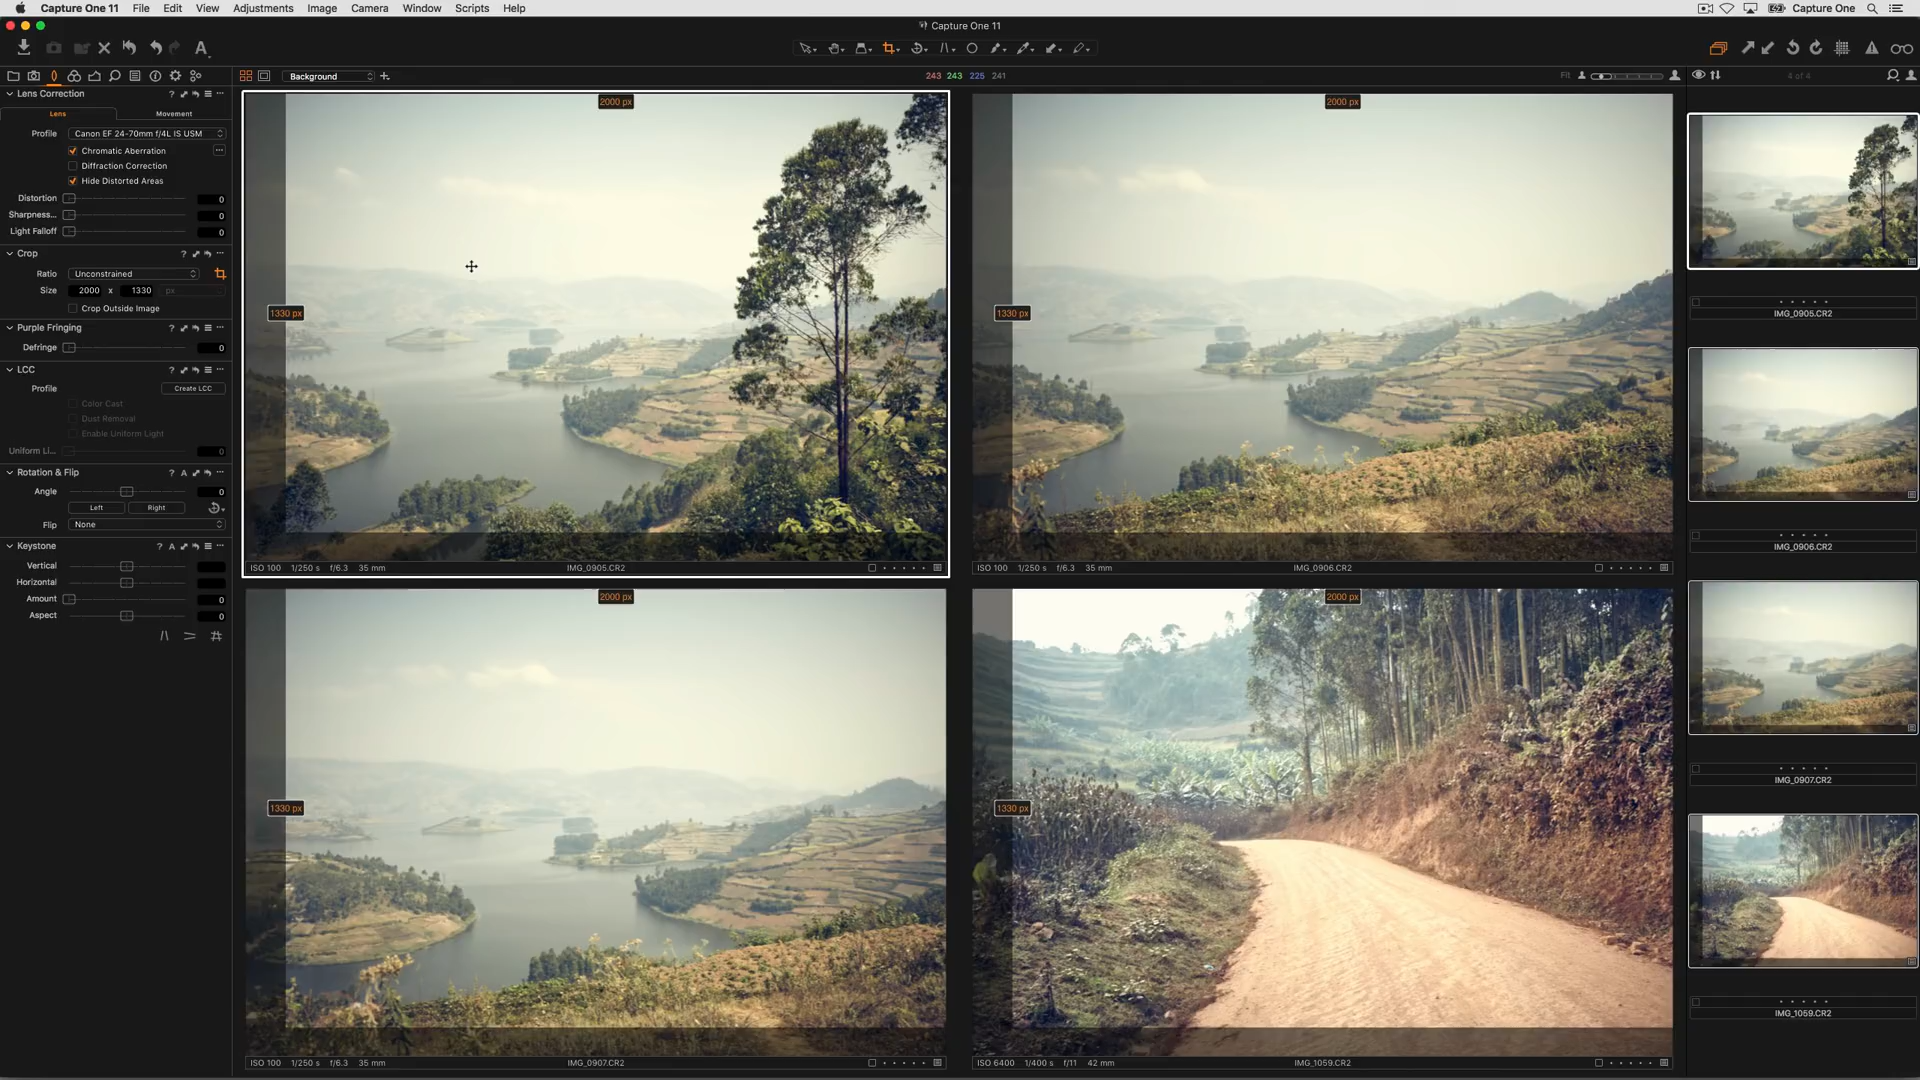 Capture One 11 File Edit View Adjustments Image Camera Window Scripts Help Capture One
Capture One 11
A
Background
243 243 225 241
Fit
4 of 4
Lens Correction ?
Lens Movement
Profile Canon EF 24-70mm f/4L IS USM
Chromatic Aberration
Diffraction Correction
Hide Distorted Areas
Distortion 0
Sharpness... 0
Light Falloff 0
Crop ?
Ratio Unconstrained
Size 2000 x 1330 px
Crop Outside Image
Purple Fringing ?
Defringe 0
LCC ?
Profile Create LCC
Color Cast
Dust Removal
Enable Uniform Light
Uniform Li... 0
Rotation & Flip ? A
Angle 0
Left Right
Flip None
Keystone ? A
Vertical
Horizontal
Amount 0
Aspect 0
2000 px
1330 px
ISO 100 1/250 s f/6.3 35 mm IMG_0905.CR2
2000 px
1330 px
ISO 100 1/250 s f/6.3 35 mm IMG_0906.CR2
2000 px
1330 px
ISO 100 1/250 s f/6.3 35 mm IMG_0907.CR2
2000 px
1330 px
ISO 6400 1/400 s f/11 42 mm IMG_1059.CR2
IMG_0905.CR2
IMG_0906.CR2
IMG_0907.CR2
IMG_1059.CR2